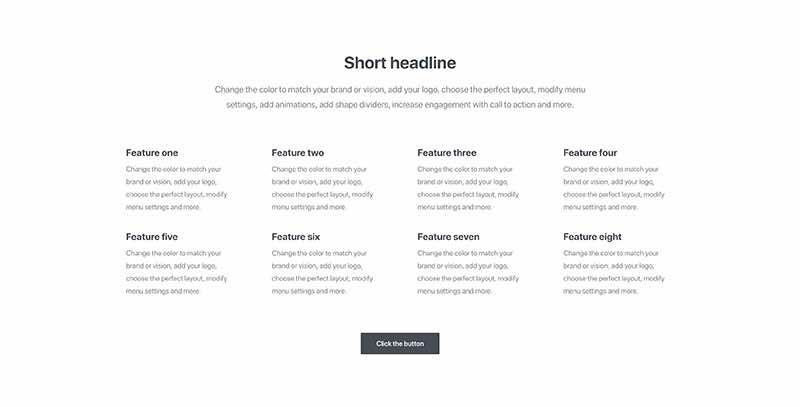 Short headline
Change the color to match your brand or vision, add your logo, choose the perfect layout, modify menu
settings, add animations, add shape dividers, increase engagement with call to action and more.
Feature one
Change the color to match your
brand or vision, add your logo,
choose the perfect layout, modify
menu settings and more.
Feature two
Change the color to match your
brand or vision, add your logo,
choose the perfect layout, modify
menu settings and more.
Feature three
Change the color to match your
brand or vision, add your logo,
choose the perfect layout, modify
menu settings and more.
Feature four
Change the color to match your
brand or vision, add your logo,
choose the perfect layout, modify
menu settings and more.
Feature five
Change the color to match your
brand or vision, add your logo,
choose the perfect layout, modify
menu settings and more.
Feature six
Change the color to match your
brand or vision, add your logo,
choose the perfect layout, modify
menu settings and more.
Feature seven
Change the color to match your
brand or vision, add your logo,
choose the perfect layout, modify
menu settings and more.
Feature eight
Change the color to match your
brand or vision, add your logo,
choose the perfect layout, modify
menu settings and more.
Click the button